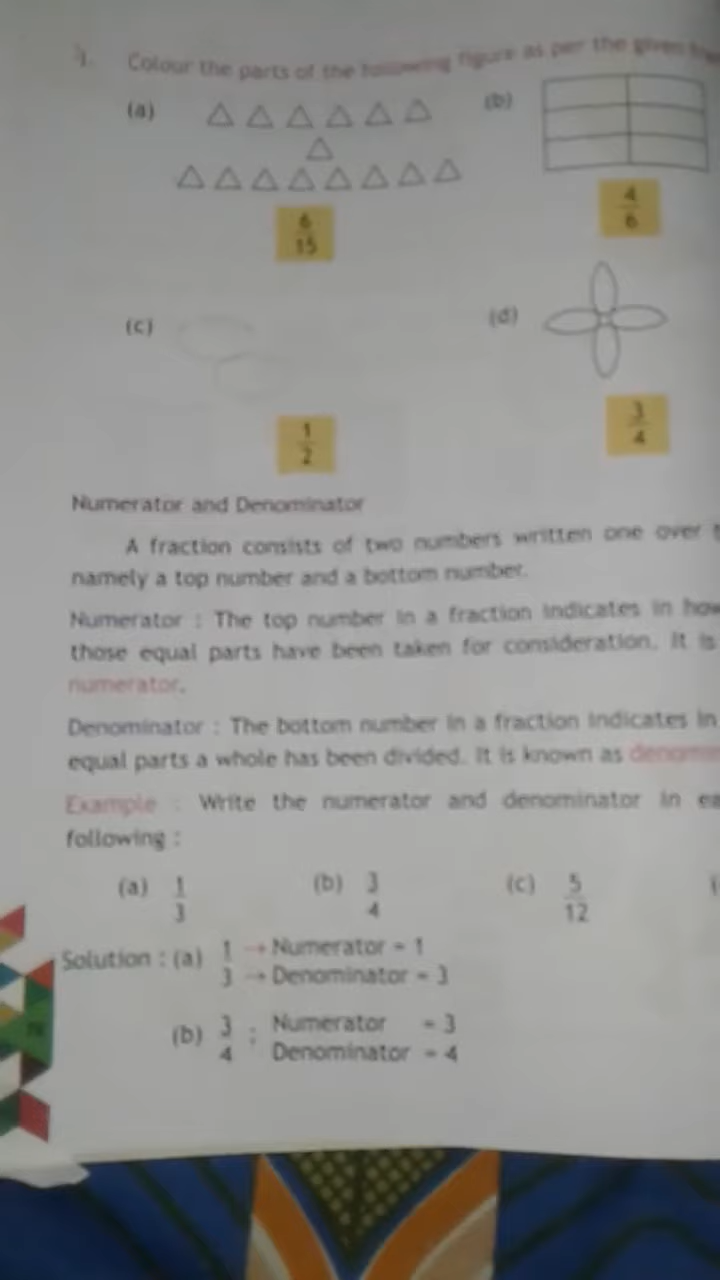 1. Colour the parts of the following figure as per the given
(a) (b)
6/15 4/6
(c) (d)
1/2 3/4
Numerator and Denominator
A fraction consists of two numbers written one over
namely a top number and a bottom number.
Numerator : The top number in a fraction indicates in how
those equal parts have been taken for consideration. It is
numerator.
Denominator : The bottom number in a fraction indicates in
equal parts a whole has been divided. It is known as denomin
Example : Write the numerator and denominator in ea
following :
(a) 1/3 (b) 3/4 (c) 5/12 (
Solution : (a) 1/3 → Numerator = 1
→ Denominator = 3
(b) 3/4 ; Numerator = 3
Denominator = 4